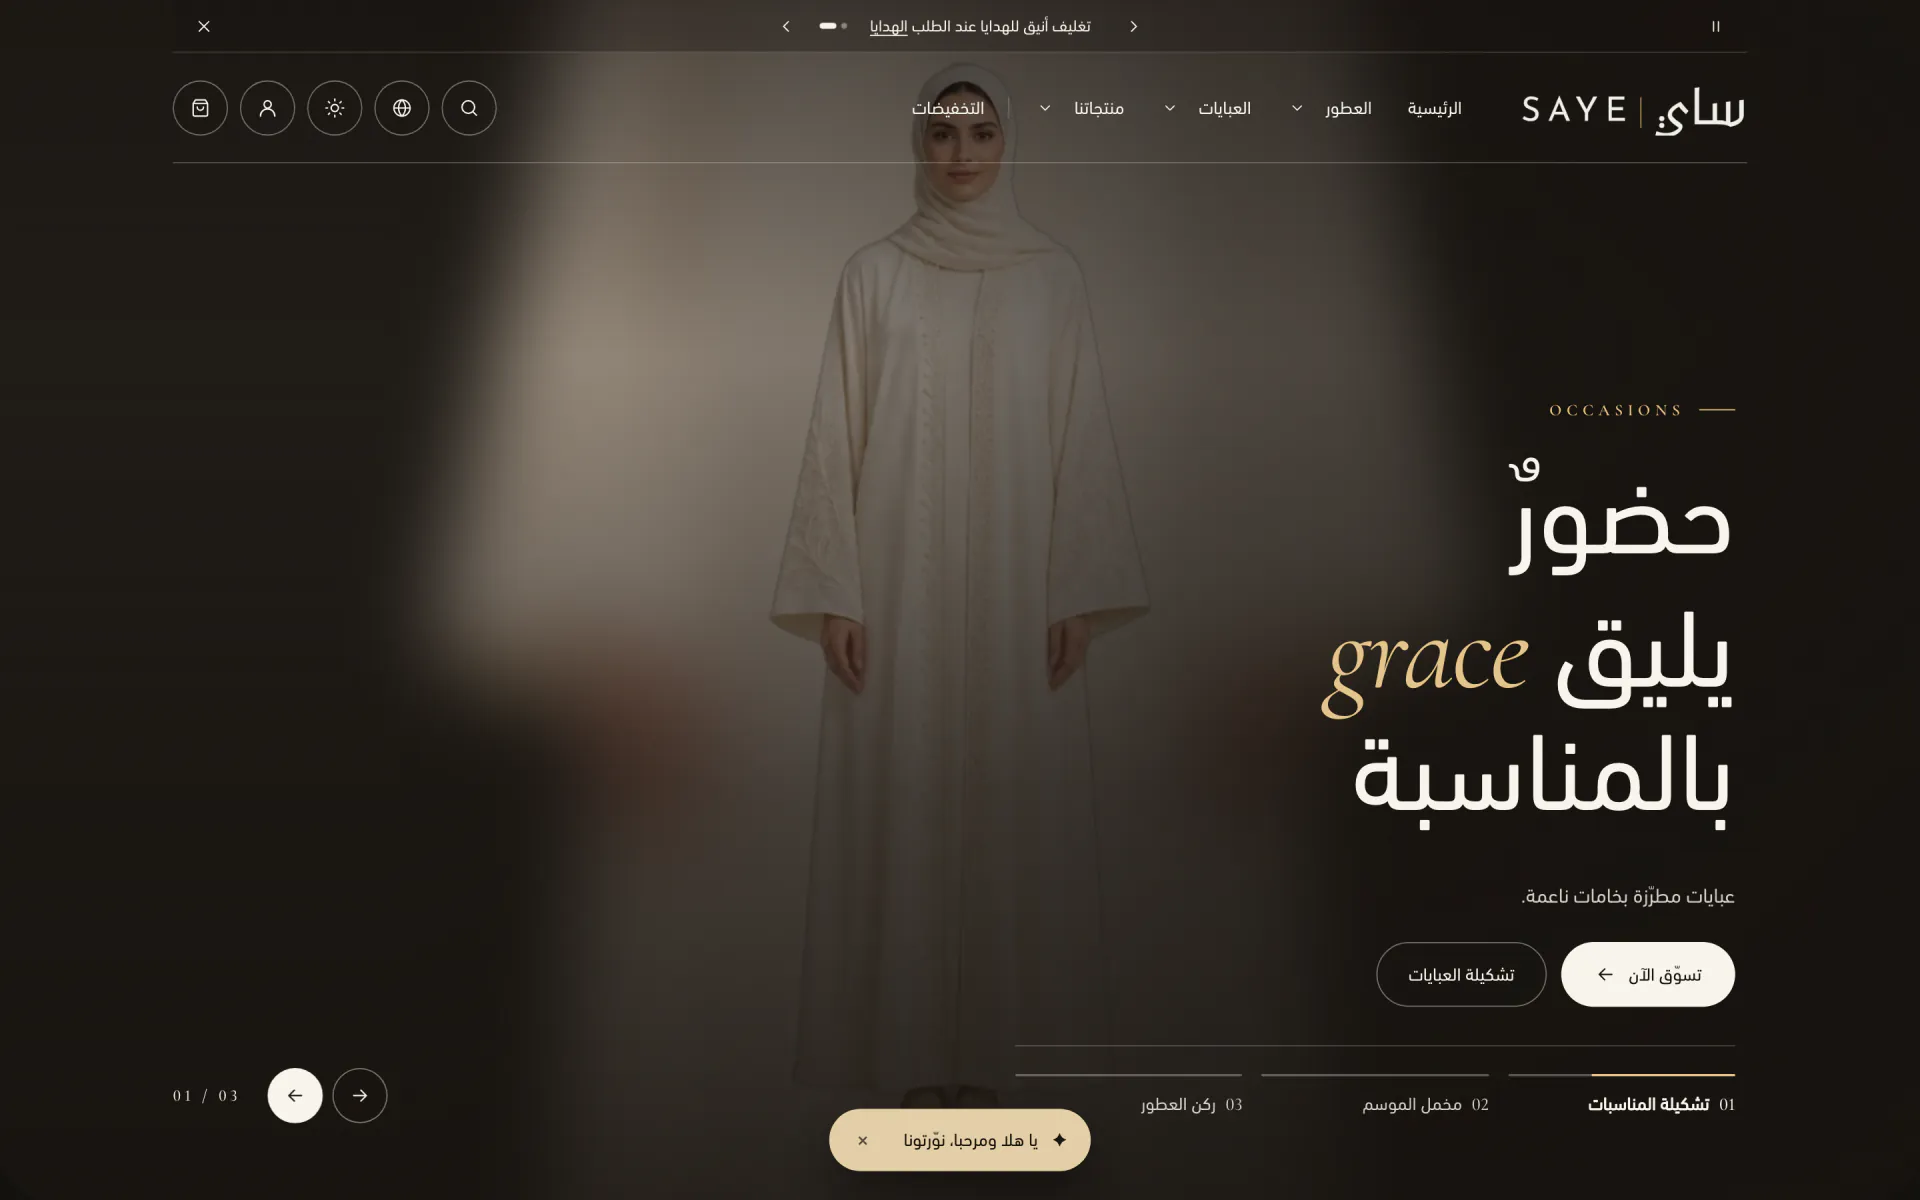 تغليف أنيق للهدايا عند الطلب الهدايا
ساي | SAYE
الرئيسية
العطور
العبايات
منتجاتنا
التخفيضات
OCCASIONS
حضورٌ
يليق grace
بالمناسبة
عبايات مطرّزة بخامات ناعمة.
تسوّق الآن
تشكيلة العبايات
01 تشكيلة المناسبات
02 مخمل الموسم
03 ركن العطور
01 / 03
يا هلا ومرحبا، نوّرتونا